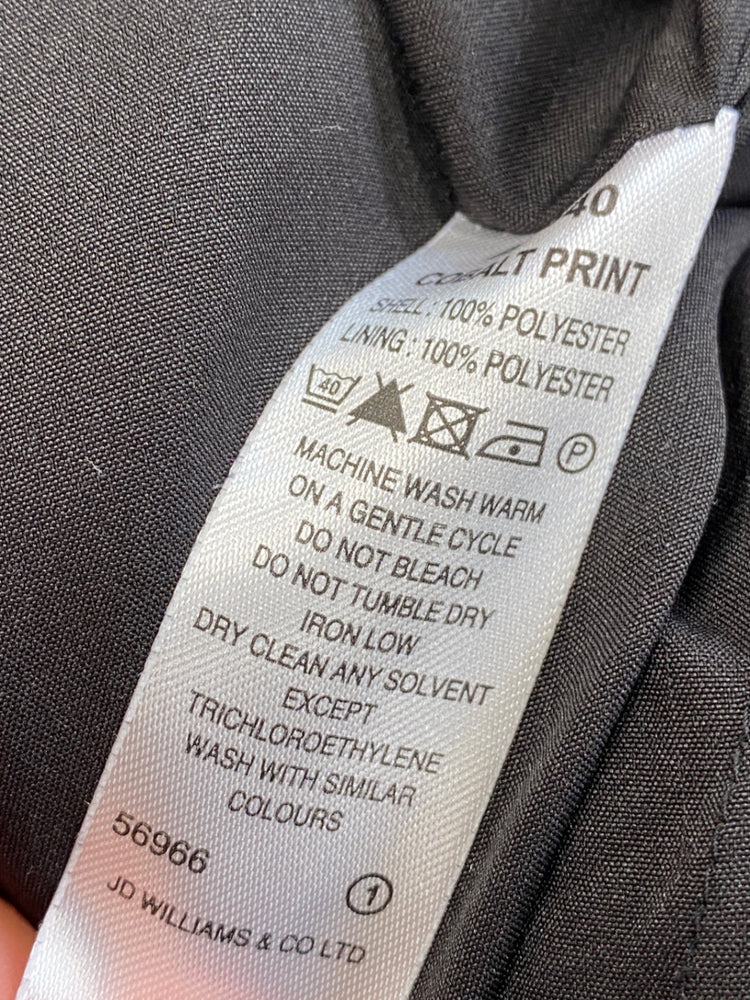 40
COBALT PRINT
SHELL : 100% POLYESTER
LINING : 100% POLYESTER
40 P
MACHINE WASH WARM
ON A GENTLE CYCLE
DO NOT BLEACH
DO NOT TUMBLE DRY
IRON LOW
DRY CLEAN ANY SOLVENT
EXCEPT
TRICHLOROETHYLENE
WASH WITH SIMILAR
COLOURS
56966 1
JD WILLIAMS & CO LTD